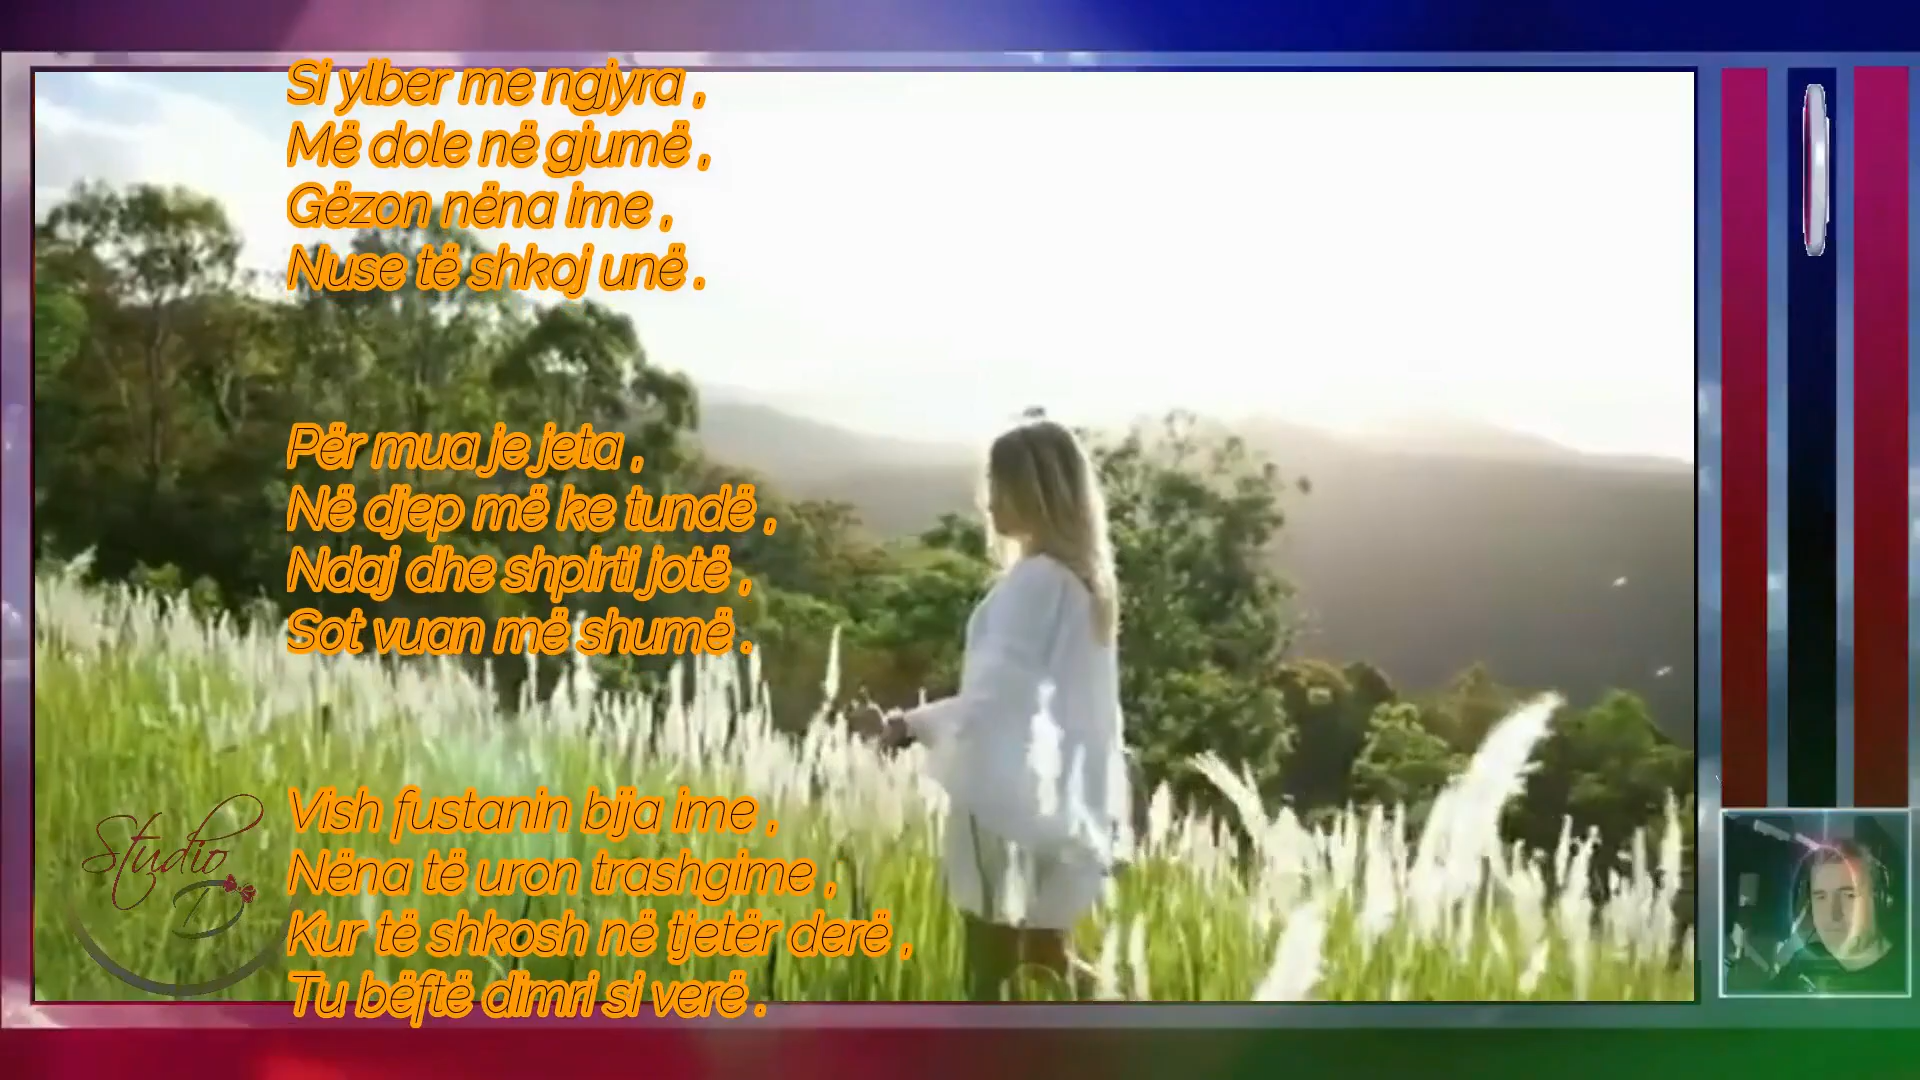 Si ylber me ngjyra ,
Më dole në gjumë ,
Gëzon nëna ime ,
Nuse të shkoj unë .
Për mua je jeta ,
Në djep më ke tundë ,
Ndaj dhe shpirti jotë ,
Sot vuan më shumë .
Vish fustanin bija ime ,
Nëna të uron trashgime ,
Kur të shkosh në tjetër derë ,
Tu bëftë dimri si verë .
Studio
D